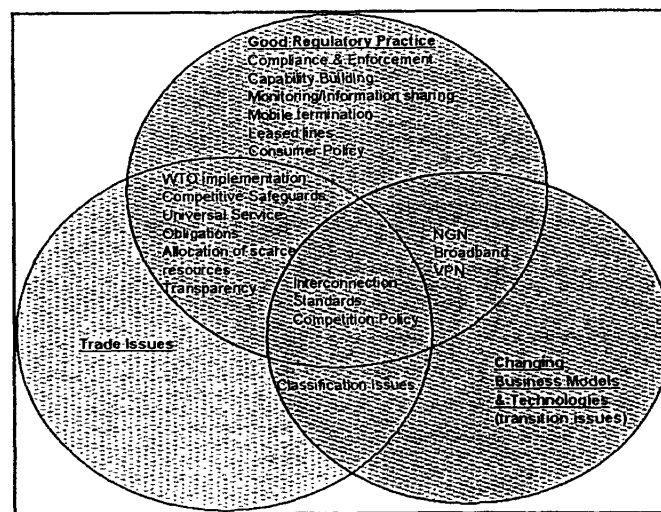 Good Regulatory Practice
Compliance & Enforcement
Capability Building
Monitoring/information sharing
Mobile termination
Leased lines
Consumer Policy
WTO implementation
Competitive Safeguards
Universal Service
Obligations
Allocation of scarce
resources
Transparency
NGN
Broadband
VPN
Interconnection
Standards
Competition Policy
Trade Issues
Classification Issues
Changing
Business Models
& Technologies
(transition issues)